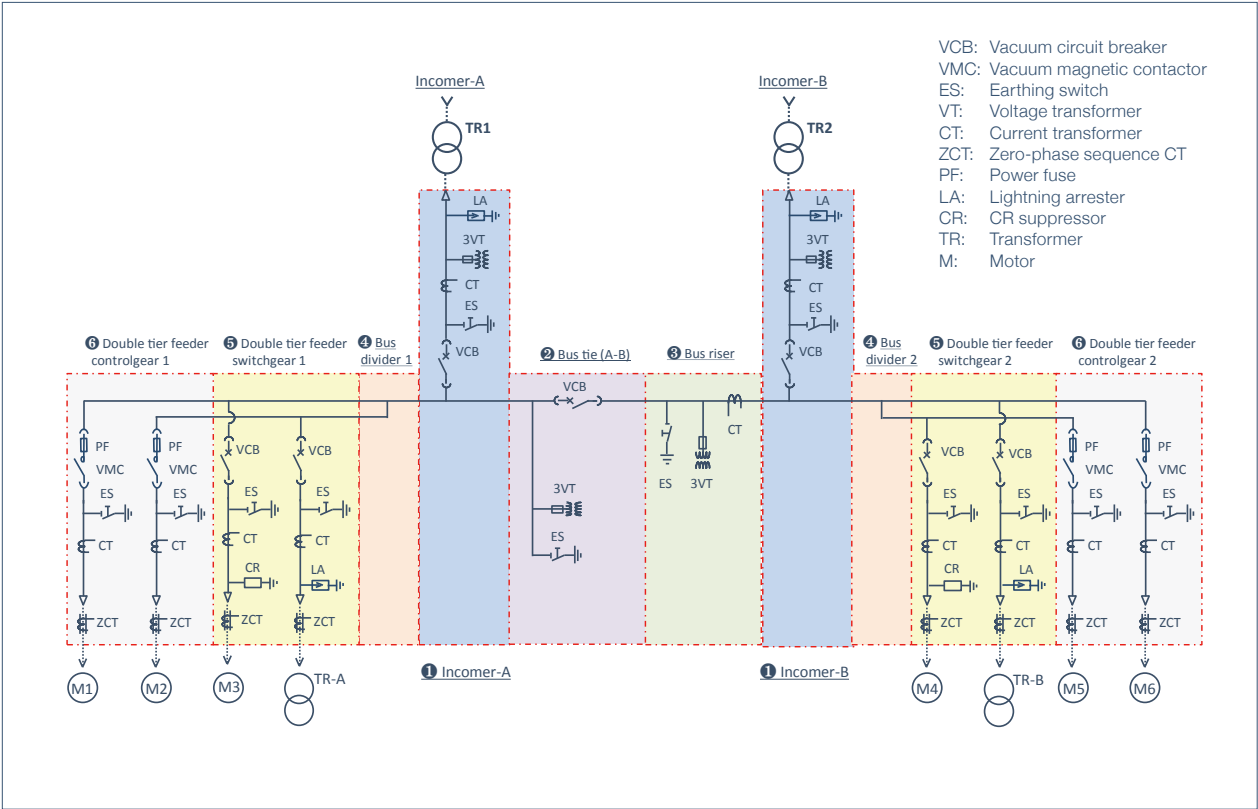 VCB: Vacuum circuit breaker
VMC: Vacuum magnetic contactor
ES: Earthing switch
VT: Voltage transformer
CT: Current transformer
ZCT: Zero-phase sequence CT
PF: Power fuse
LA: Lightning arrester
CR: CR suppressor
TR: Transformer
M: Motor
Incomer-A
TR1
LA
3VT
CT
ES
VCB
Incomer-B
TR2
LA
3VT
CT
ES
VCB
❻ Double tier feeder
controlgear 1
❺ Double tier feeder
switchgear 1
❹ Bus
divider 1
❷ Bus tie (A-B)
❸ Bus riser
❹ Bus
divider 2
❺ Double tier feeder
switchgear 2
❻ Double tier feeder
controlgear 2
PF
VMC
ES
CT
ZCT
M1
PF
VMC
ES
CT
ZCT
M2
VCB
ES
CT
CR
ZCT
M3
VCB
ES
CT
LA
ZCT
TR-A
❶ Incomer-A
VCB
3VT
ES
ES
3VT
CT
❶ Incomer-B
VCB
ES
CT
CR
ZCT
M4
VCB
ES
CT
LA
ZCT
TR-B
PF
VMC
ES
CT
ZCT
M5
PF
VMC
ES
CT
ZCT
M6